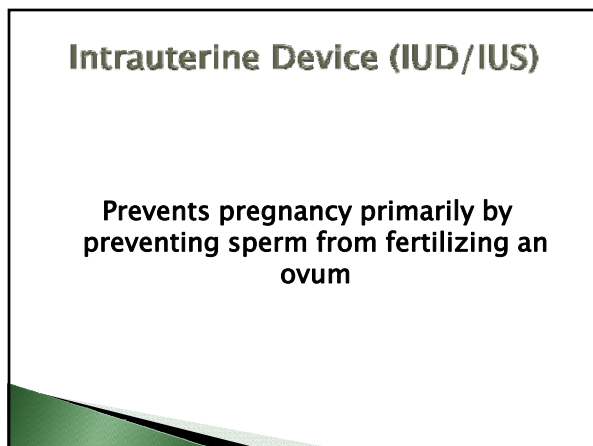 Intrauterine Device (IUD/IUS)
Prevents pregnancy primarily by
preventing sperm from fertilizing an
ovum